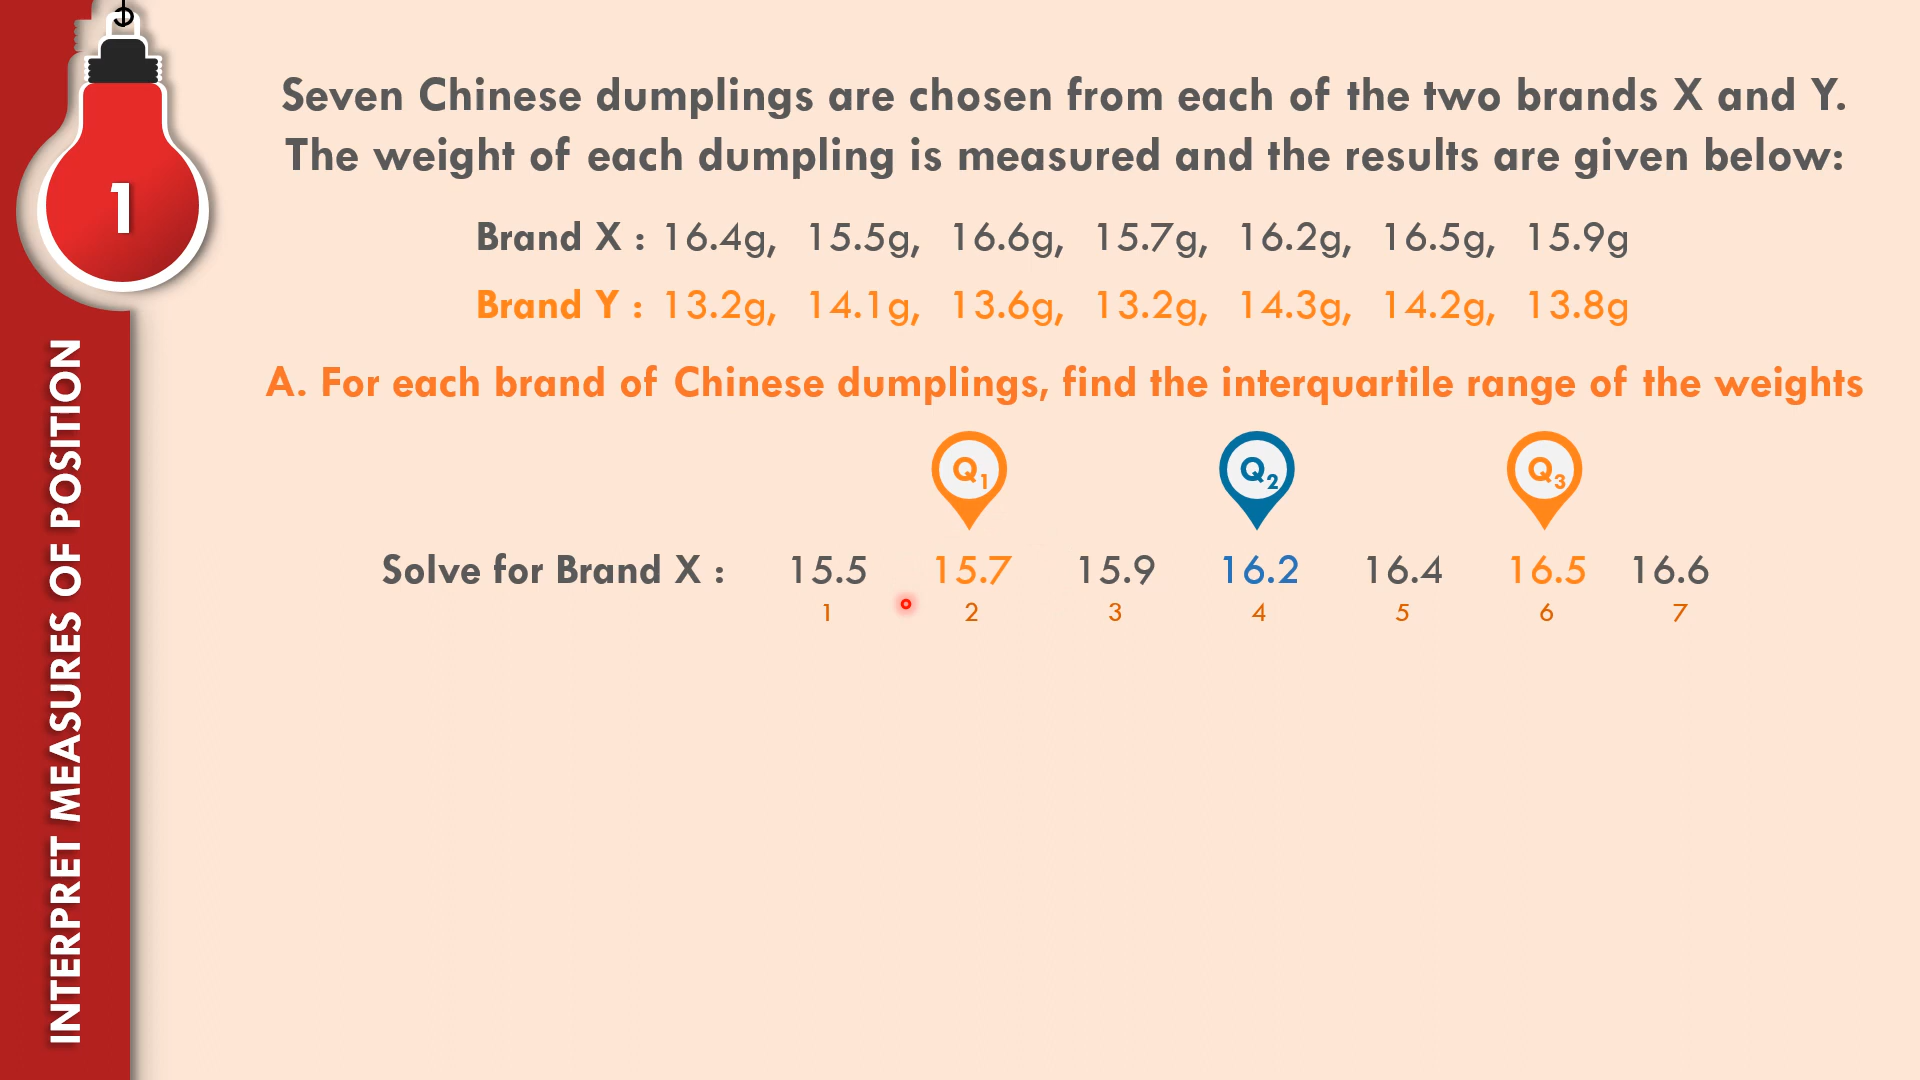 1
INTERPRET MEASURES OF POSITION
Seven Chinese dumplings are chosen from each of the two brands X and Y.
The weight of each dumpling is measured and the results are given below:
Brand X : 16.4g, 15.5g, 16.6g, 15.7g, 16.2g, 16.5g, 15.9g
Brand Y : 13.2g, 14.1g, 13.6g, 13.2g, 14.3g, 14.2g, 13.8g
A. For each brand of Chinese dumplings, find the interquartile range of the weights
Q1 Q2 Q3
Solve for Brand X : 15.5 15.7 15.9 16.2 16.4 16.5 16.6
1 2 3 4 5 6 7